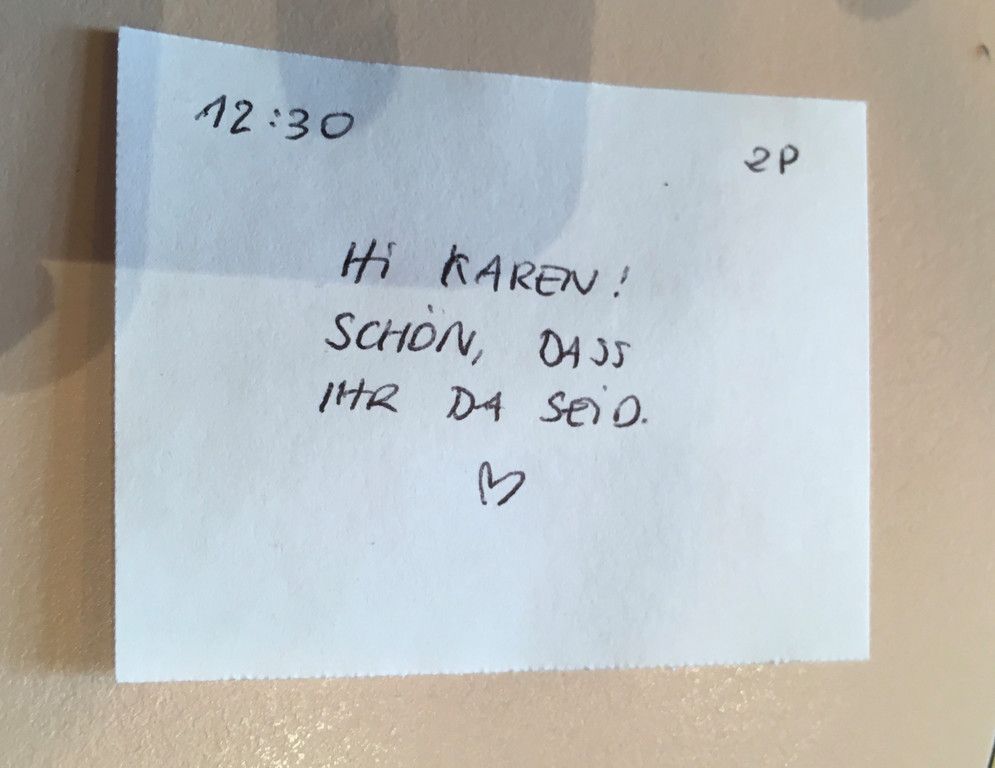 12:30
2P
Hi KAREN!
SCHÖN, DASS
IHR DA SEiD.